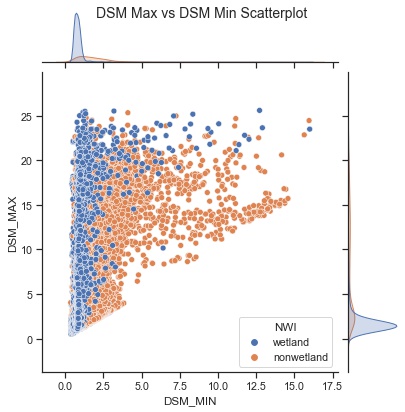 DSM Max vs DSM Min Scatterplot
25
20
15
10
5
0
DSM_MAX
NWI
wetland
nonwetland
0.0 2.5 5.0 7.5 10.0 12.5 15.0 17.5
DSM_MIN